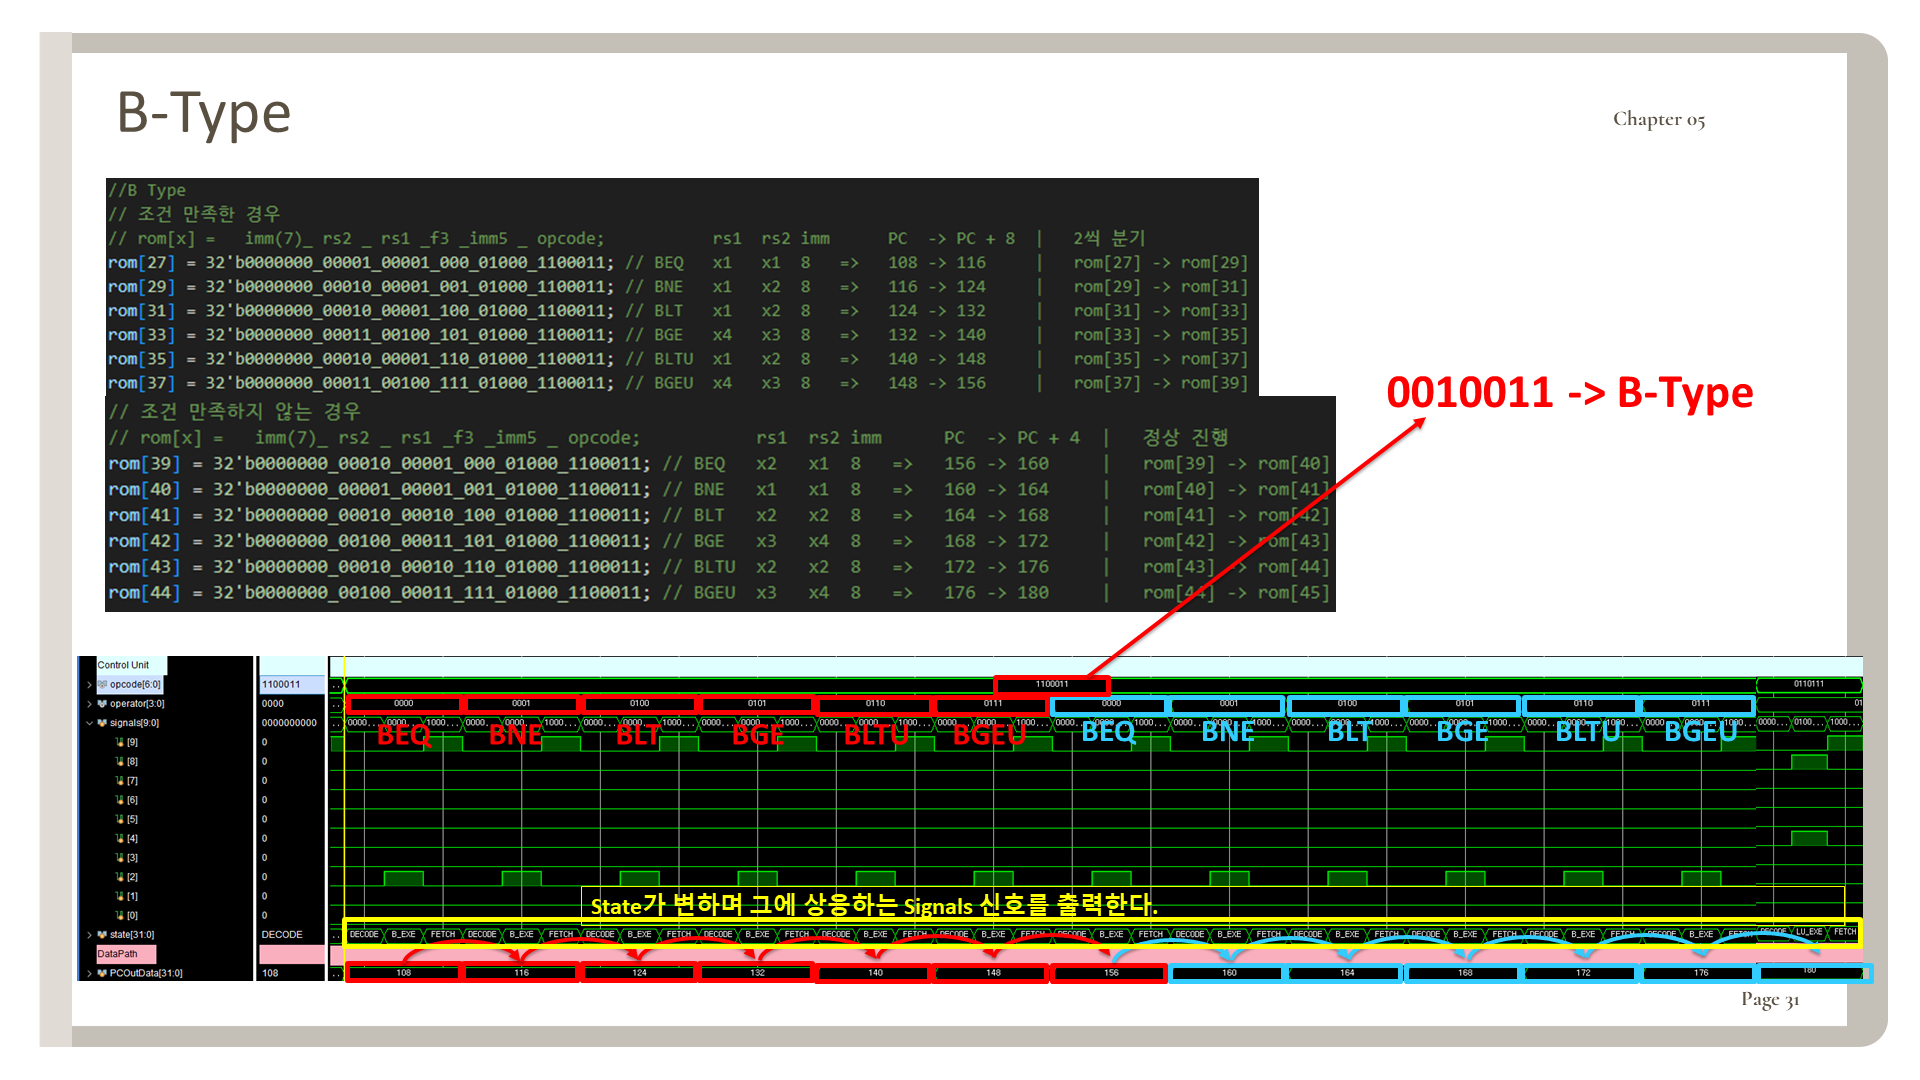 B-Type
Chapter 05
//B Type
// 조건 만족한 경우
// rom[x] =   imm(7)_ rs2 _ rs1 _f3 _imm5 _ opcode;   rs1   rs2 imm   PC  -> PC + 8  |   2씩 분기
rom[27] = 32'b0000000_00001_00001_000_01000_1100011; // BEQ   x1   x1  8   =>   108 -> 116   |   rom[27] -> rom[29]
rom[29] = 32'b0000000_00010_00001_001_01000_1100011; // BNE   x1   x2  8   =>   116 -> 124   |   rom[29] -> rom[31]
rom[31] = 32'b0000000_00010_00001_100_01000_1100011; // BLT   x1   x2  8   =>   124 -> 132   |   rom[31] -> rom[33]
rom[33] = 32'b0000000_00011_00100_101_01000_1100011; // BGE   x4   x3  8   =>   132 -> 140   |   rom[33] -> rom[35]
rom[35] = 32'b0000000_00010_00001_110_01000_1100011; // BLTU  x1   x2  8   =>   140 -> 148   |   rom[35] -> rom[37]
rom[37] = 32'b0000000_00011_00100_111_01000_1100011; // BGEU  x4   x3  8   =>   148 -> 156   |   rom[37] -> rom[39]
0010011 -> B-Type
// 조건 만족하지 않는 경우
// rom[x] =   imm(7)_ rs2 _ rs1 _f3 _imm5 _ opcode;   rs1   rs2 imm   PC  -> PC + 4  |   정상 진행
rom[39] = 32'b0000000_00010_00001_000_01000_1100011; // BEQ   x2   x1  8   =>   156 -> 160   |   rom[39] -> rom[40]
rom[40] = 32'b0000000_00001_00001_001_01000_1100011; // BNE   x1   x1  8   =>   160 -> 164   |   rom[40] -> rom[41]
rom[41] = 32'b0000000_00010_00010_100_01000_1100011; // BLT   x2   x2  8   =>   164 -> 168   |   rom[41] -> rom[42]
rom[42] = 32'b0000000_00100_00011_101_01000_1100011; // BGE   x3   x4  8   =>   168 -> 172   |   rom[42] -> rom[43]
rom[43] = 32'b0000000_00010_00010_110_01000_1100011; // BLTU  x2   x2  8   =>   172 -> 176   |   rom[43] -> rom[44]
rom[44] = 32'b0000000_00100_00011_111_01000_1100011; // BGEU  x3   x4  8   =>   176 -> 180   |   rom[44] -> rom[45]
Control Unit
opcode[6:0] 1100011 1100011 0110111
operator[3:0] 0000 0000 0001 0100 0101 0110 0111 0000 0001 0100 0101 0110 0111 01
signals[9:0] 0000000000
BEQ BNE BLT BGE BLTU BGEU BEQ BNE BLT BGE BLTU BGEU
[9] 0
[8] 0
[7] 0
[6] 0
[5] 0
[4] 0
[3] 0
[2] 0
[1] 0
State가 변하며 그에 상응하는 Signals 신호를 출력한다.
[0] 0
state[31:0] DECODE DECODE B_EXE FETCH DECODE B_EXE FETCH DECODE B_EXE FETCH DECODE B_EXE FETCH DECODE B_EXE FETCH DECODE B_EXE FETCH DECODE B_EXE FETCH DECODE B_EXE FETCH DECODE B_EXE FETCH DECODE B_EXE FETCH DECODE B_EXE FETCH DECODE B_EXE FETCH DECODE LU_EXE FETCH
DataPath
PCOutData[31:0] 108 108 116 124 132 140 148 156 160 164 168 172 176 180
Page 31